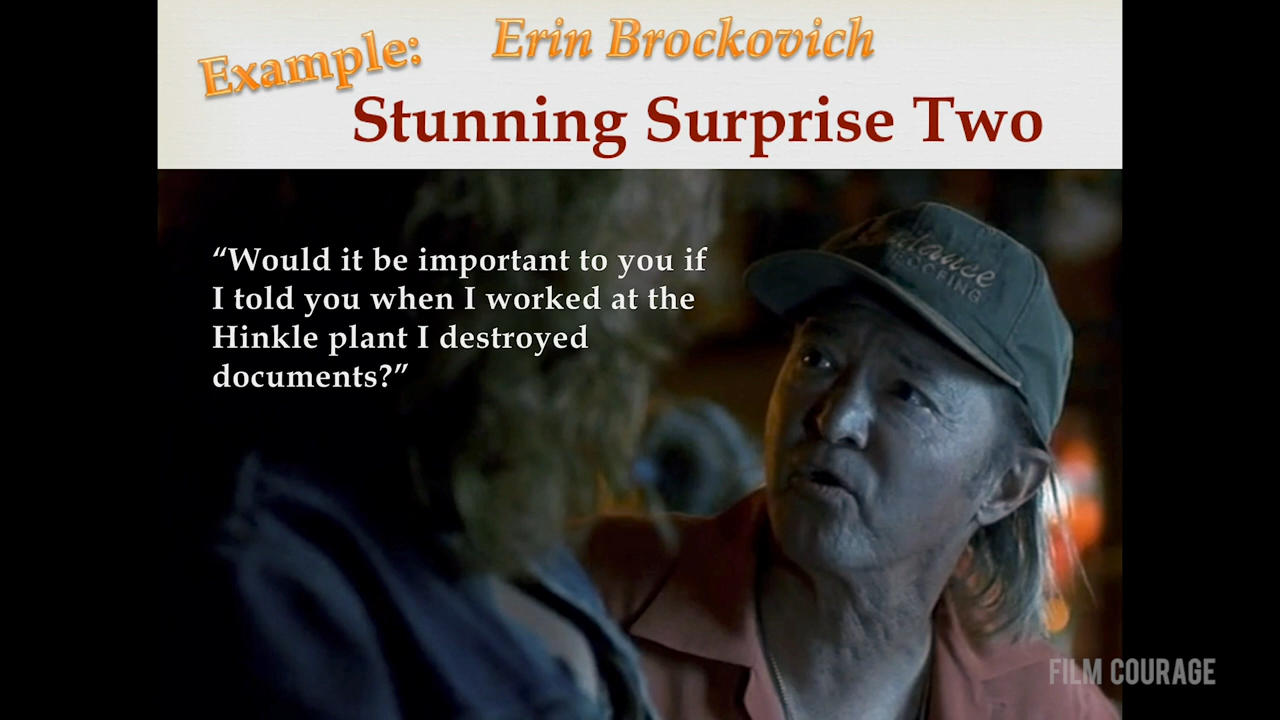 Example:
Erin Brockovich
Stunning Surprise Two
“Would it be important to you if
I told you when I worked at the
Hinkle plant I destroyed
documents?”
FILM COURAGE